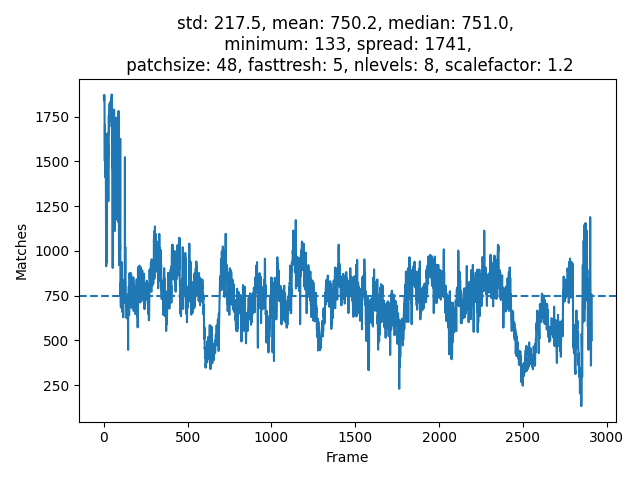 std: 217.5, mean: 750.2, median: 751.0,
minimum: 133, spread: 1741,
patchsize: 48, fasttresh: 5, nlevels: 8, scalefactor: 1.2
1750
1500
1250
1000
750
500
250
Matches
0 500 1000 1500 2000 2500 3000
Frame